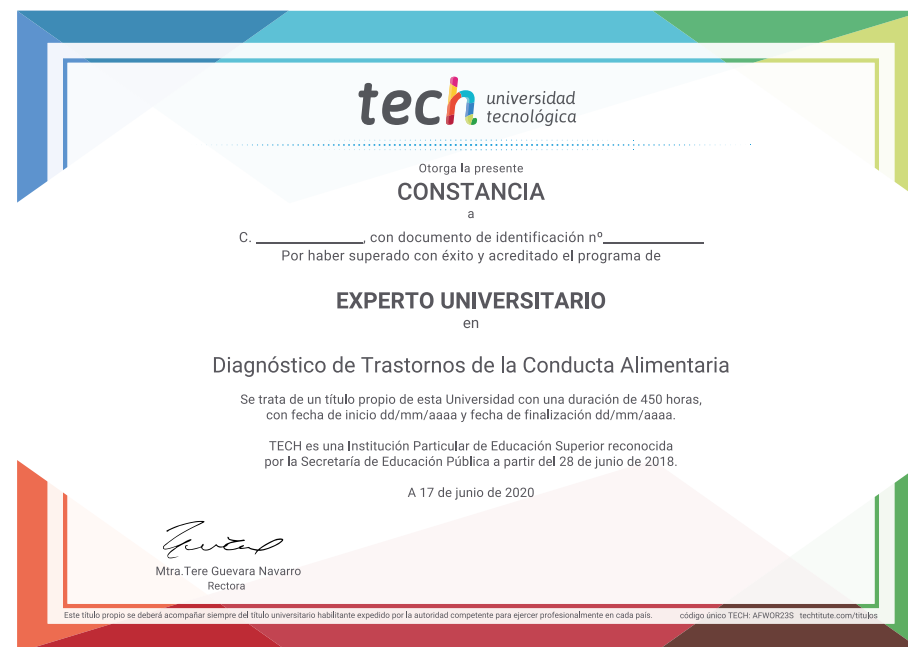 tech universidad
tecnológica
Otorga la presente
CONSTANCIA
a
C. ____________, con documento de identificación nº____________
Por haber superado con éxito y acreditado el programa de
EXPERTO UNIVERSITARIO
en
Diagnóstico de Trastornos de la Conducta Alimentaria
Se trata de un título propio de esta Universidad con una duración de 450 horas,
con fecha de inicio dd/mm/aaaa y fecha de finalización dd/mm/aaaa.
TECH es una Institución Particular de Educación Superior reconocida
por la Secretaría de Educación Pública a partir del 28 de junio de 2018.
A 17 de junio de 2020
Mtra.Tere Guevara Navarro
Rectora
Este título propio se deberá acompañar siempre del título universitario habilitante expedido por la autoridad competente para ejercer profesionalmente en cada país. código único TECH: AFWOR23S techtitute.com/titulos